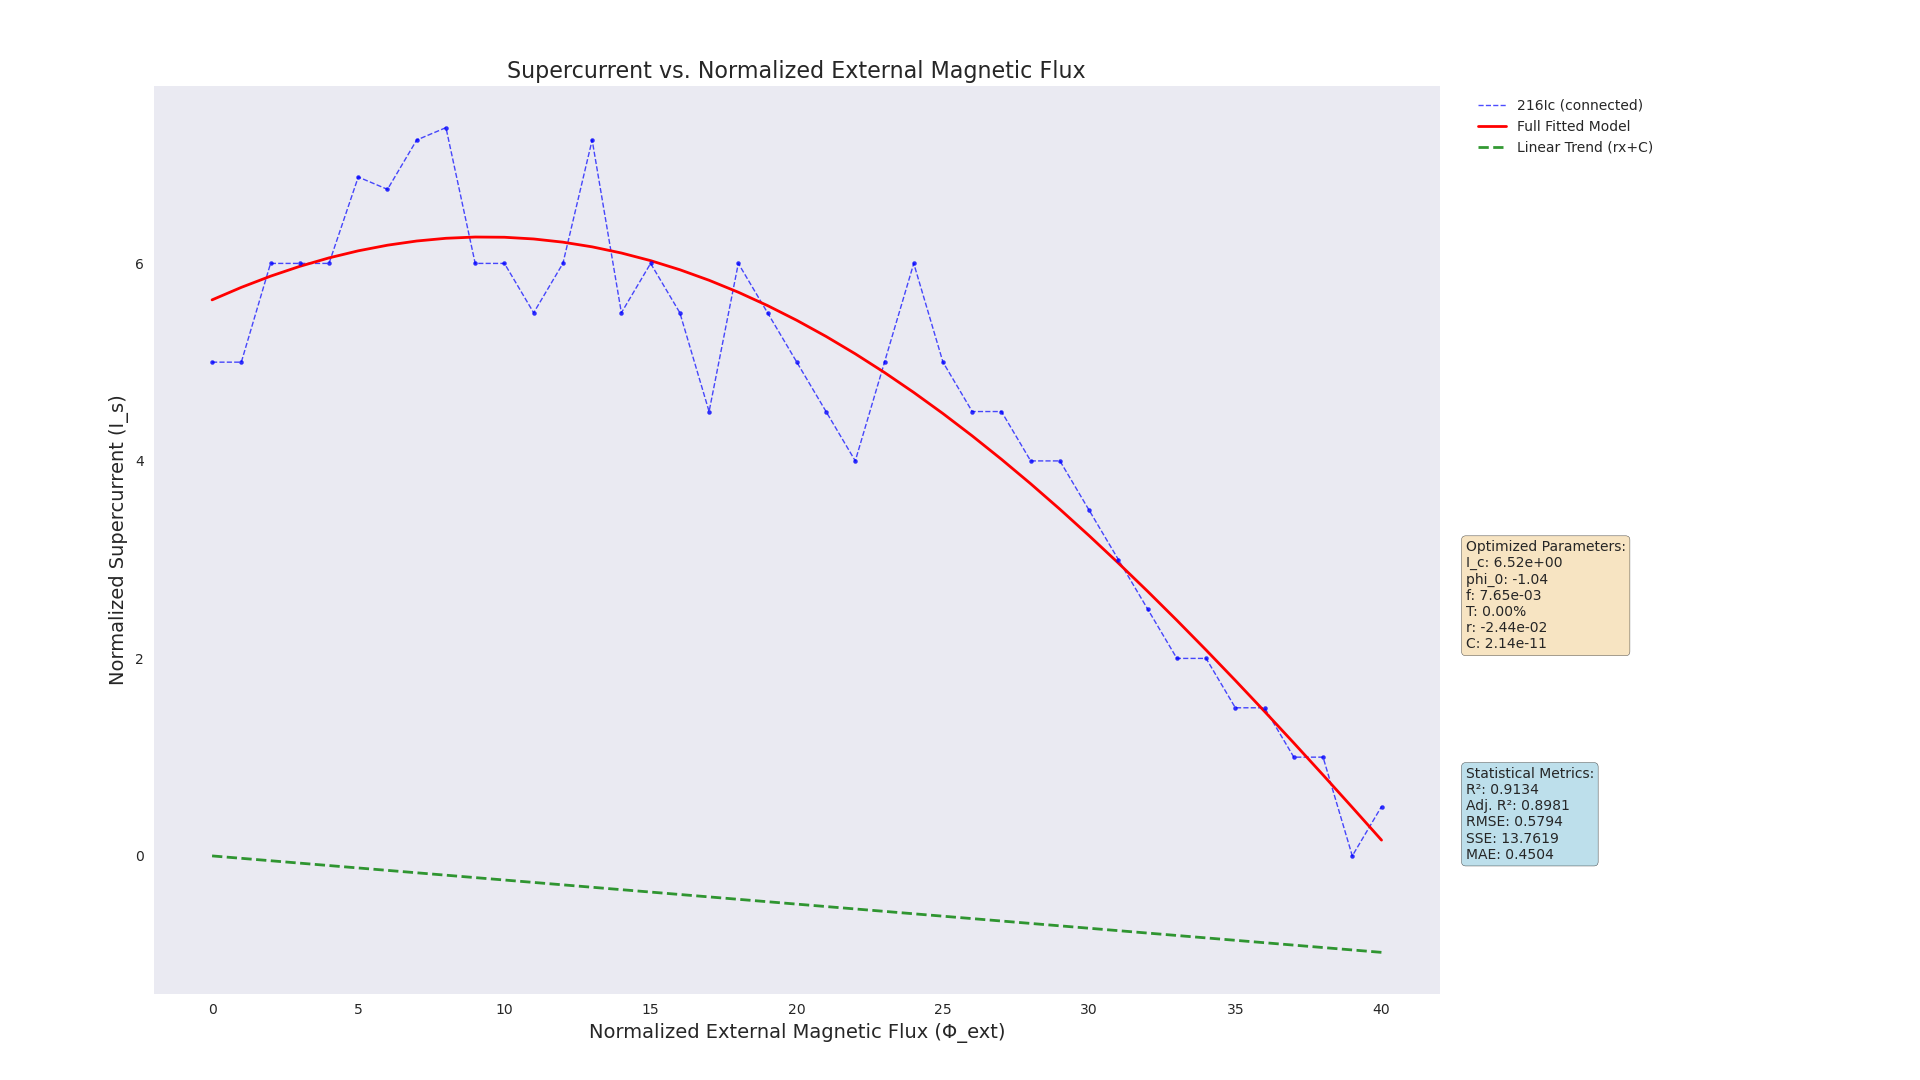 Supercurrent vs. Normalized External Magnetic Flux
216Ic (connected)
Full Fitted Model
Linear Trend (rx+C)
Normalized Supercurrent (I_s)
6
4
2
0
0 5 10 15 20 25 30 35 40
Normalized External Magnetic Flux (Φ_ext)
Optimized Parameters:
I_c: 6.52e+00
phi_0: -1.04
f: 7.65e-03
T: 0.00%
r: -2.44e-02
C: 2.14e-11
Statistical Metrics:
R²: 0.9134
Adj. R²: 0.8981
RMSE: 0.5794
SSE: 13.7619
MAE: 0.4504